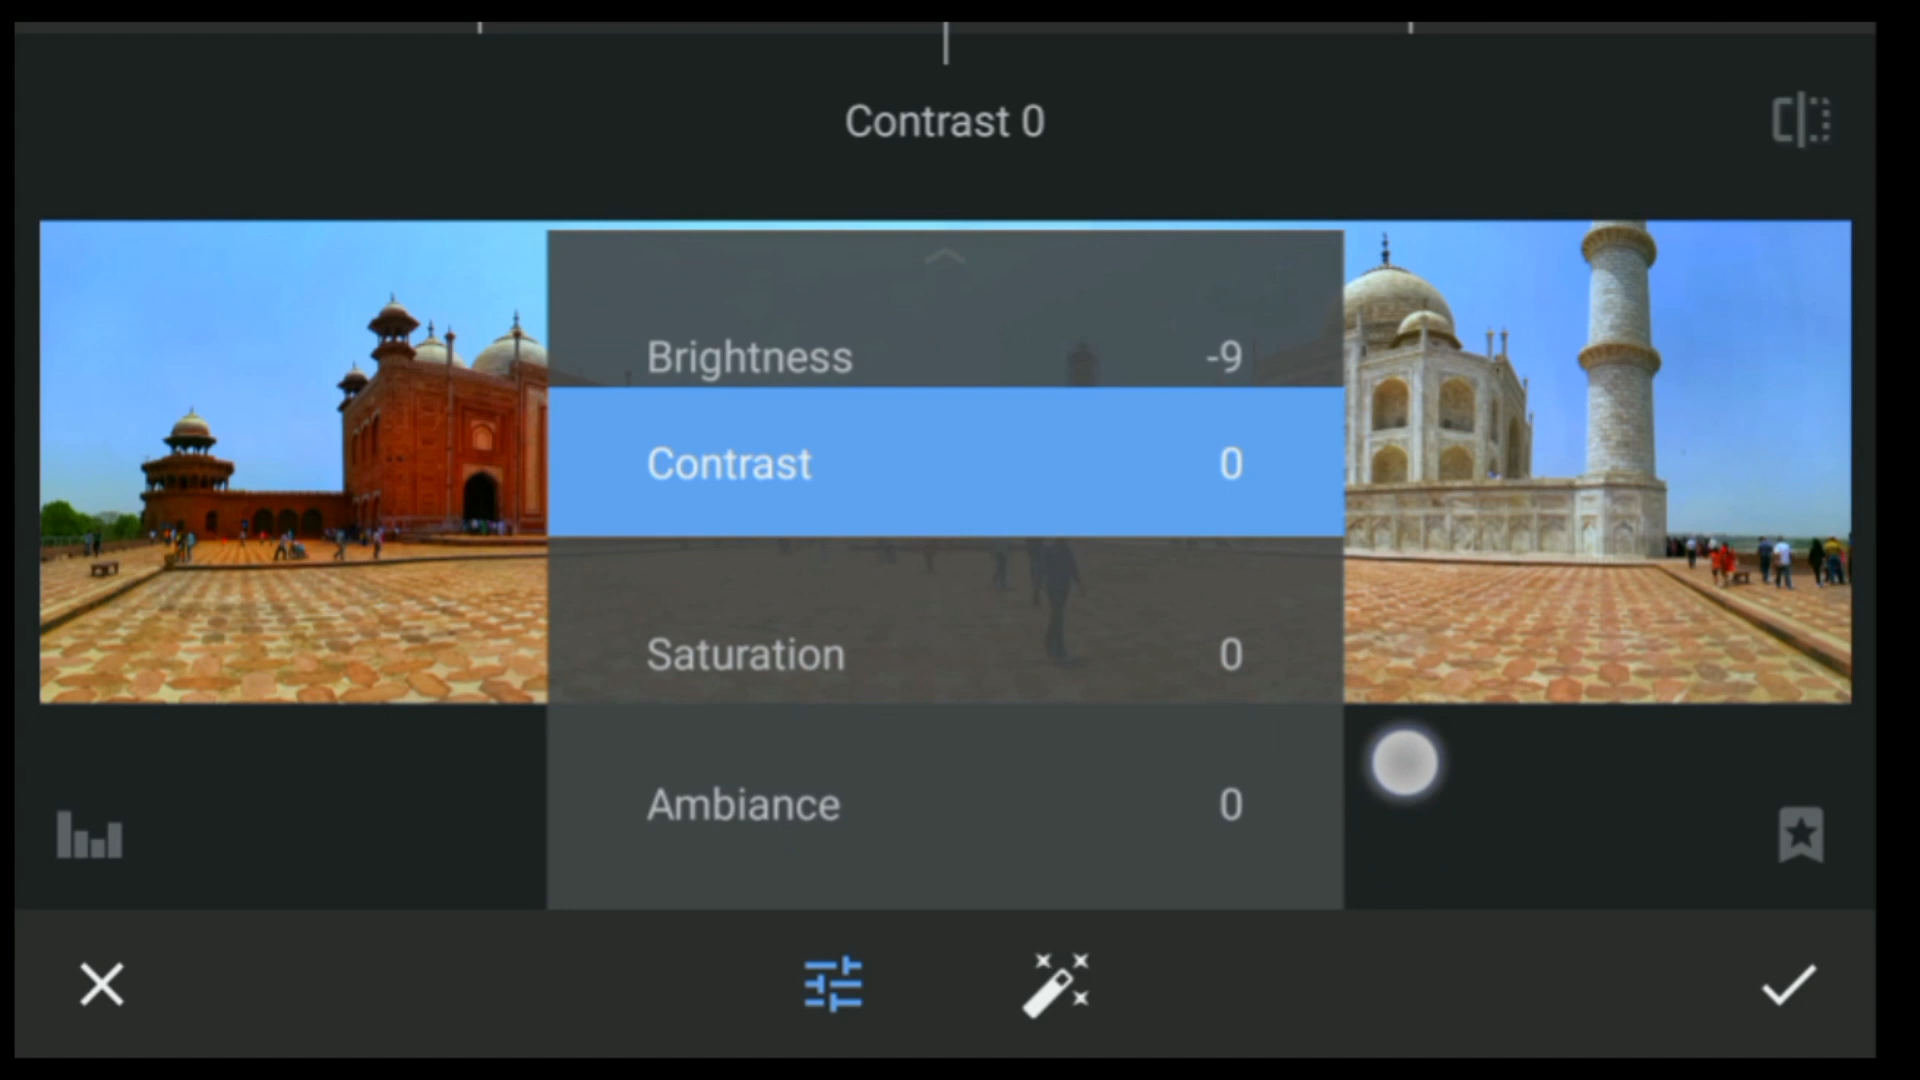 Contrast 0
Brightness -9
Contrast 0
Saturation 0
Ambiance 0